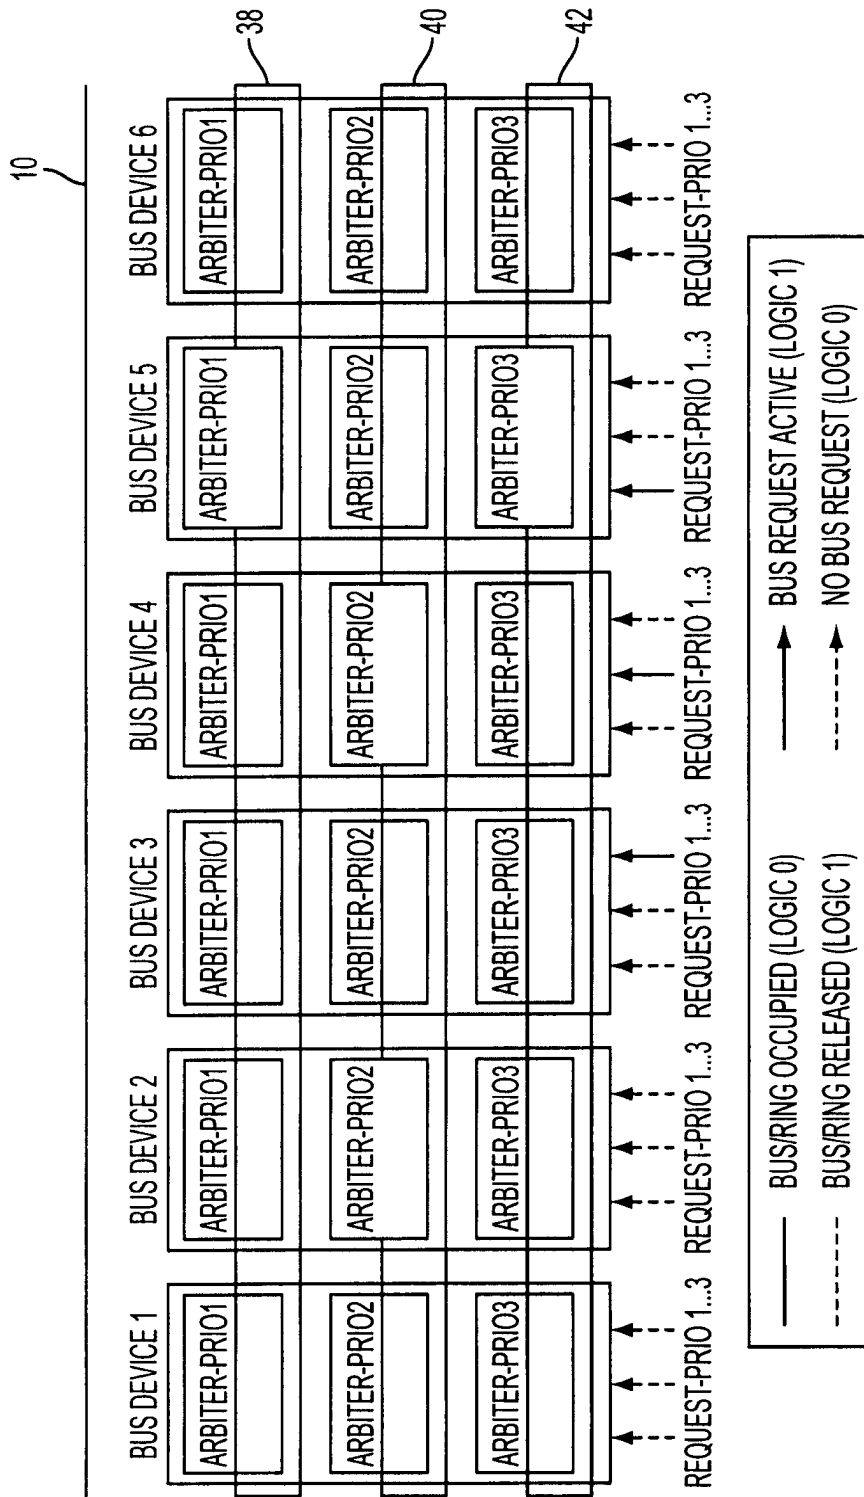 10
BUS DEVICE 1
BUS DEVICE 2
BUS DEVICE 3
BUS DEVICE 4
BUS DEVICE 5
BUS DEVICE 6
ARBITER-PRIO1
ARBITER-PRIO1
ARBITER-PRIO1
ARBITER-PRIO1
ARBITER-PRIO1
ARBITER-PRIO1
38
ARBITER-PRIO2
ARBITER-PRIO2
ARBITER-PRIO2
ARBITER-PRIO2
ARBITER-PRIO2
ARBITER-PRIO2
40
ARBITER-PRIO3
ARBITER-PRIO3
ARBITER-PRIO3
ARBITER-PRIO3
ARBITER-PRIO3
ARBITER-PRIO3
42
REQUEST-PRIO 1...3
REQUEST-PRIO 1...3
REQUEST-PRIO 1...3
REQUEST-PRIO 1...3
REQUEST-PRIO 1...3
REQUEST-PRIO 1...3
BUS/RING OCCUPIED (LOGIC 0)
BUS REQUEST ACTIVE (LOGIC 1)
BUS/RING RELEASED (LOGIC 1)
NO BUS REQUEST (LOGIC 0)